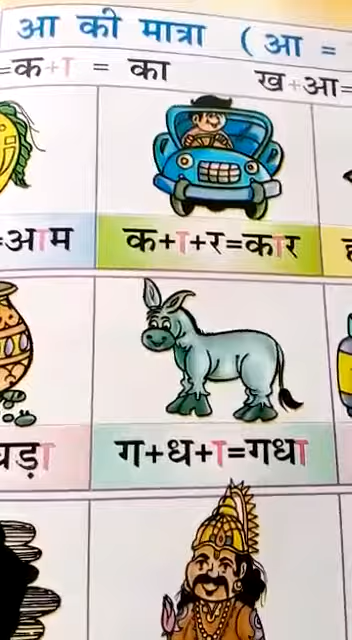 आ की मात्रा ( आ =
=क+ा = का ख+आ=
=आम क+ा+र=कार
ड़ा ग+ध+ा=गधा